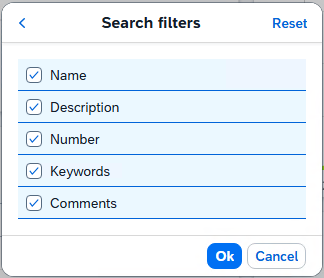 Search filters
Reset
Name
Description
Number
Keywords
Comments
Ok
Cancel